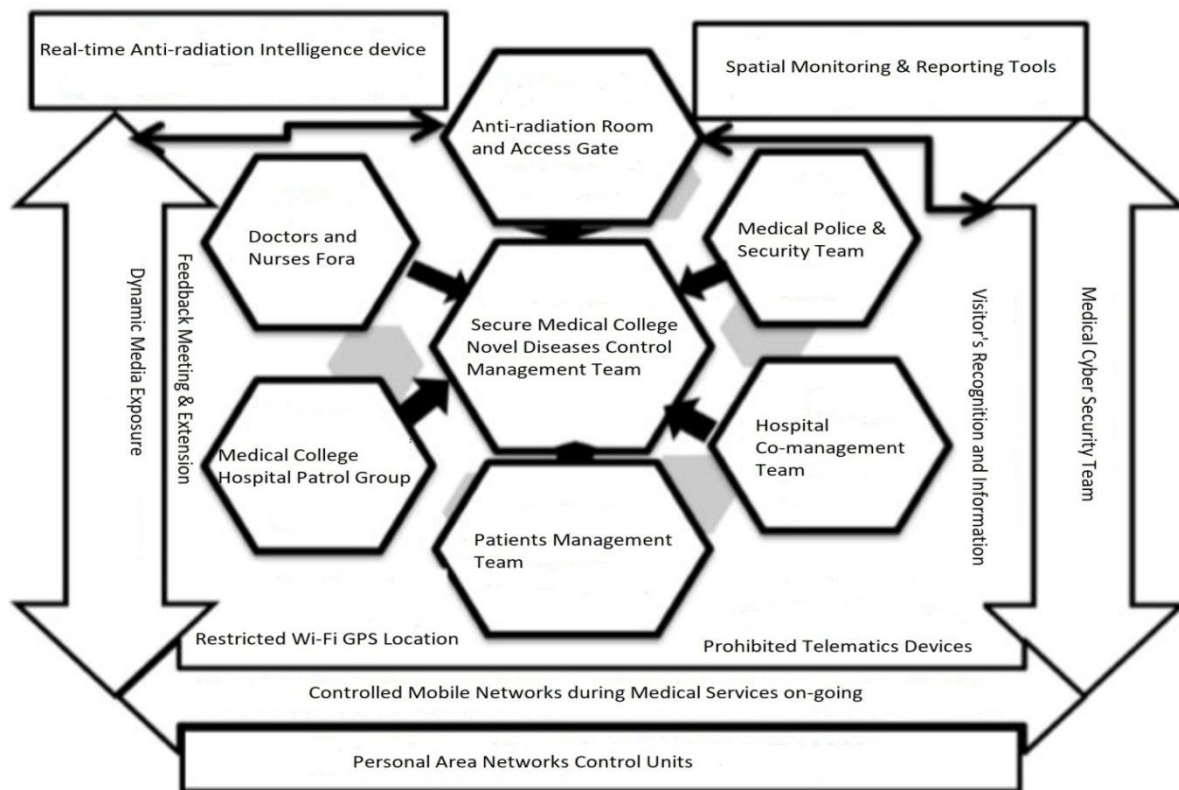 Real-time Anti-radiation Intelligence device
Spatial Monitoring & Reporting Tools
Anti-radiation Room
and Access Gate
Doctors and
Nurses Fora
Medical Police &
Security Team
Secure Medical College
Novel Diseases Control
Management Team
Medical College
Hospital Patrol Group
Hospital
Co-management
Team
Patients Management
Team
Dynamic Media Exposure
Feedback Meeting & Extension
Visitor's Recognition and Information
Medical Cyber Security Team
Restricted Wi-Fi GPS Location
Prohibited Telematics Devices
Controlled Mobile Networks during Medical Services on-going
Personal Area Networks Control Units